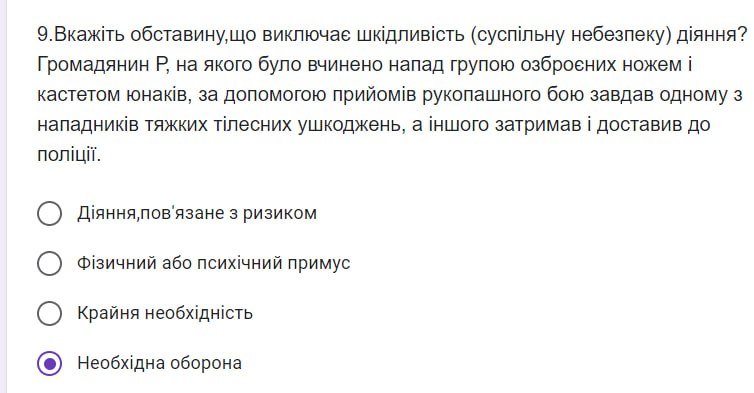 9.Вкажіть обставину,що виключає шкідливість (суспільну небезпеку) діяння?
Громадянин Р, на якого було вчинено напад групою озброєних ножем і
кастетом юнаків, за допомогою прийомів рукопашного бою завдав одному з
нападників тяжких тілесних ушкоджень, а іншого затримав і доставив до
поліції.
Діяння,пов'язане з ризиком
Фізичний або психічний примус
Крайня необхідність
Необхідна оборона